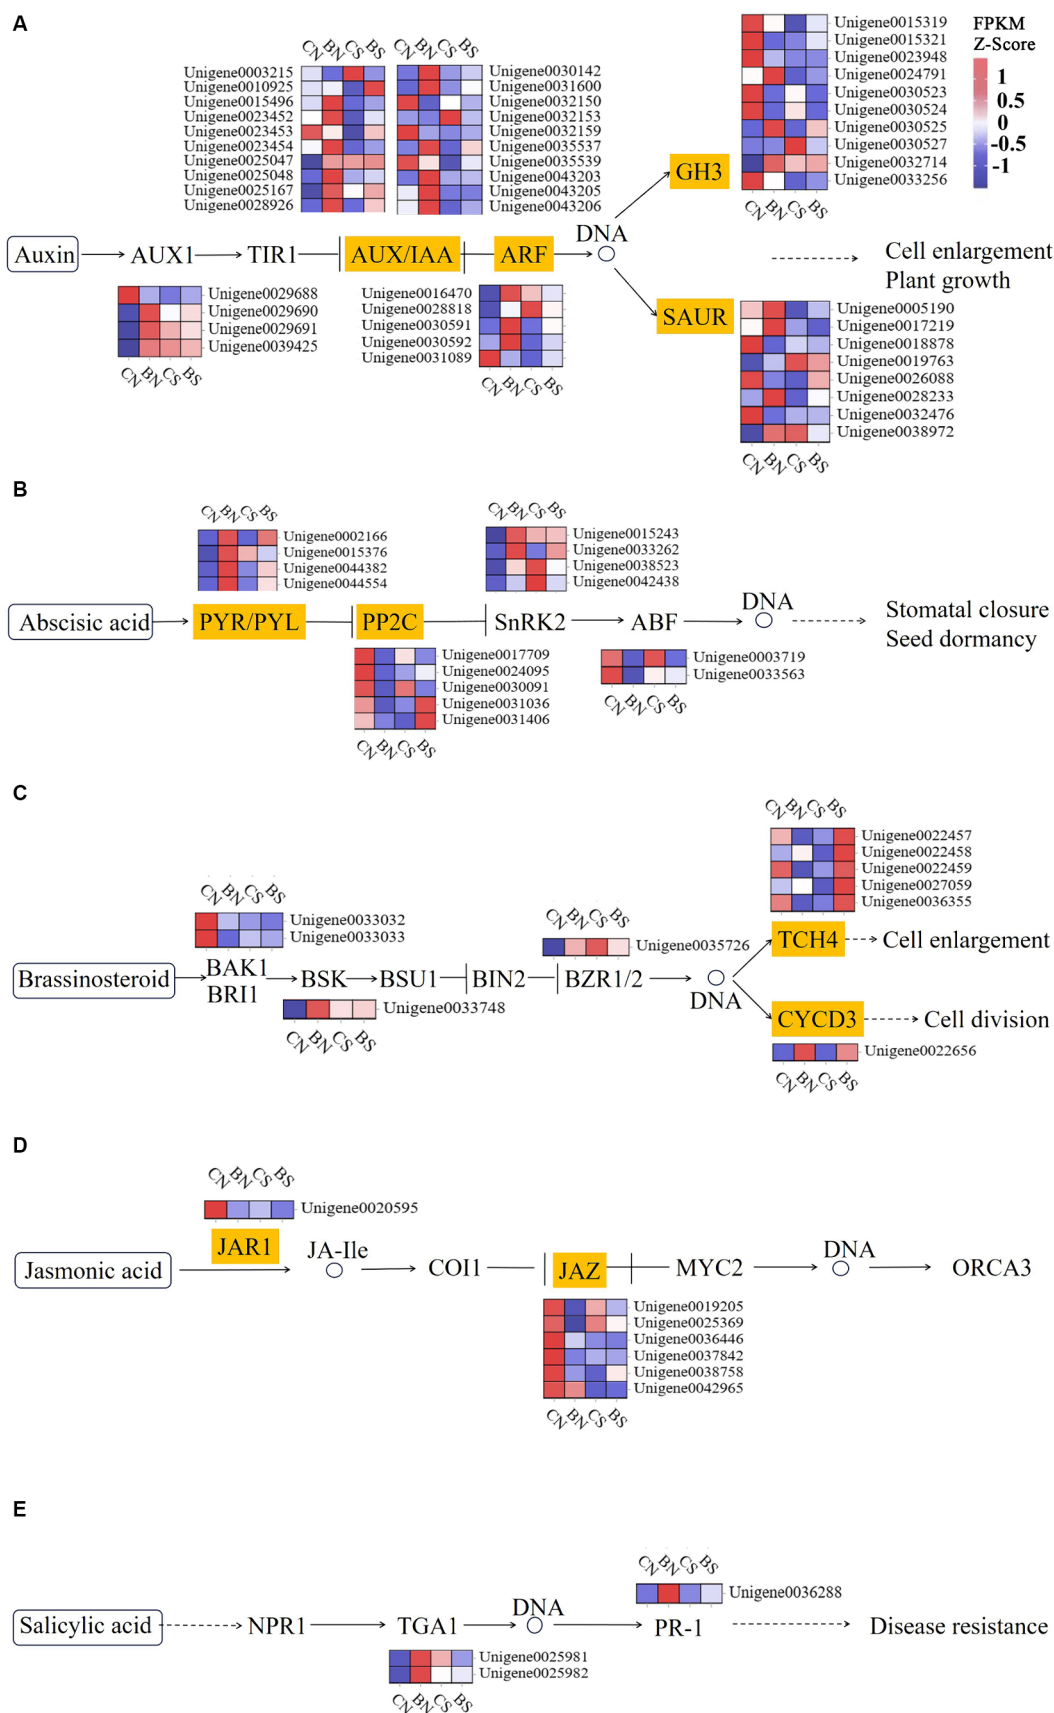 A
CN BN CS BS
CN BN CS BS
Unigene0003215
Unigene0010925
Unigene0015496
Unigene0023452
Unigene0023453
Unigene0023454
Unigene0025047
Unigene0025048
Unigene0025167
Unigene0028926
Unigene0030142
Unigene0031600
Unigene0032150
Unigene0032153
Unigene0032159
Unigene0035537
Unigene0035539
Unigene0043203
Unigene0043205
Unigene0043206
Unigene0015319
Unigene0015321
Unigene0023948
Unigene0024791
Unigene0030523
Unigene0030524
Unigene0030525
Unigene0030527
Unigene0032714
Unigene0033256
CN BN CS BS
FPKM
Z-Score
1
0.5
0
-0.5
-1
GH3
DNA
Auxin AUX1 TIR1 AUX/IAA ARF
Cell enlargement
Plant growth
SAUR
Unigene0029688
Unigene0029690
Unigene0029691
Unigene0039425
CN BN CS BS
Unigene0016470
Unigene0028818
Unigene0030591
Unigene0030592
Unigene0031089
CN BN CS BS
Unigene0005190
Unigene0017219
Unigene0018878
Unigene0019763
Unigene0026088
Unigene0028233
Unigene0032476
Unigene0038972
CN BN CS BS
B
CN BN CS BS
Unigene0002166
Unigene0015376
Unigene0044382
Unigene0044554
CN BN CS BS
Unigene0015243
Unigene0033262
Unigene0038523
Unigene0042438
Abscisic acid PYR/PYL PP2C SnRK2 ABF DNA
Stomatal closure
Seed dormancy
Unigene0017709
Unigene0024095
Unigene0030091
Unigene0031036
Unigene0031406
CN BN CS BS
Unigene0003719
Unigene0033563
CN BN CS BS
C
CN BN CS BS
Unigene0022457
Unigene0022458
Unigene0022459
Unigene0027059
Unigene0036355
CN BN CS BS
Unigene0033032
Unigene0033033
CN BN CS BS
Unigene0035726
TCH4 Cell enlargement
Brassinosteroid BAK1
BRI1
BSK BSU1 BIN2 BZR1/2 DNA
CYCD3 Cell division
Unigene0033748
CN BN CS BS
Unigene0022656
CN BN CS BS
D
CN BN CS BS
Unigene0020595
JAR1
JA-Ile
DNA
Jasmonic acid COI1 JAZ MYC2 ORCA3
Unigene0019205
Unigene0025369
Unigene0036446
Unigene0037842
Unigene0038758
Unigene0042965
CN BN CS BS
E
CN BN CS BS
Unigene0036288
DNA
Salicylic acid NPR1 TGA1 PR-1 Disease resistance
Unigene0025981
Unigene0025982
CN BN CS BS